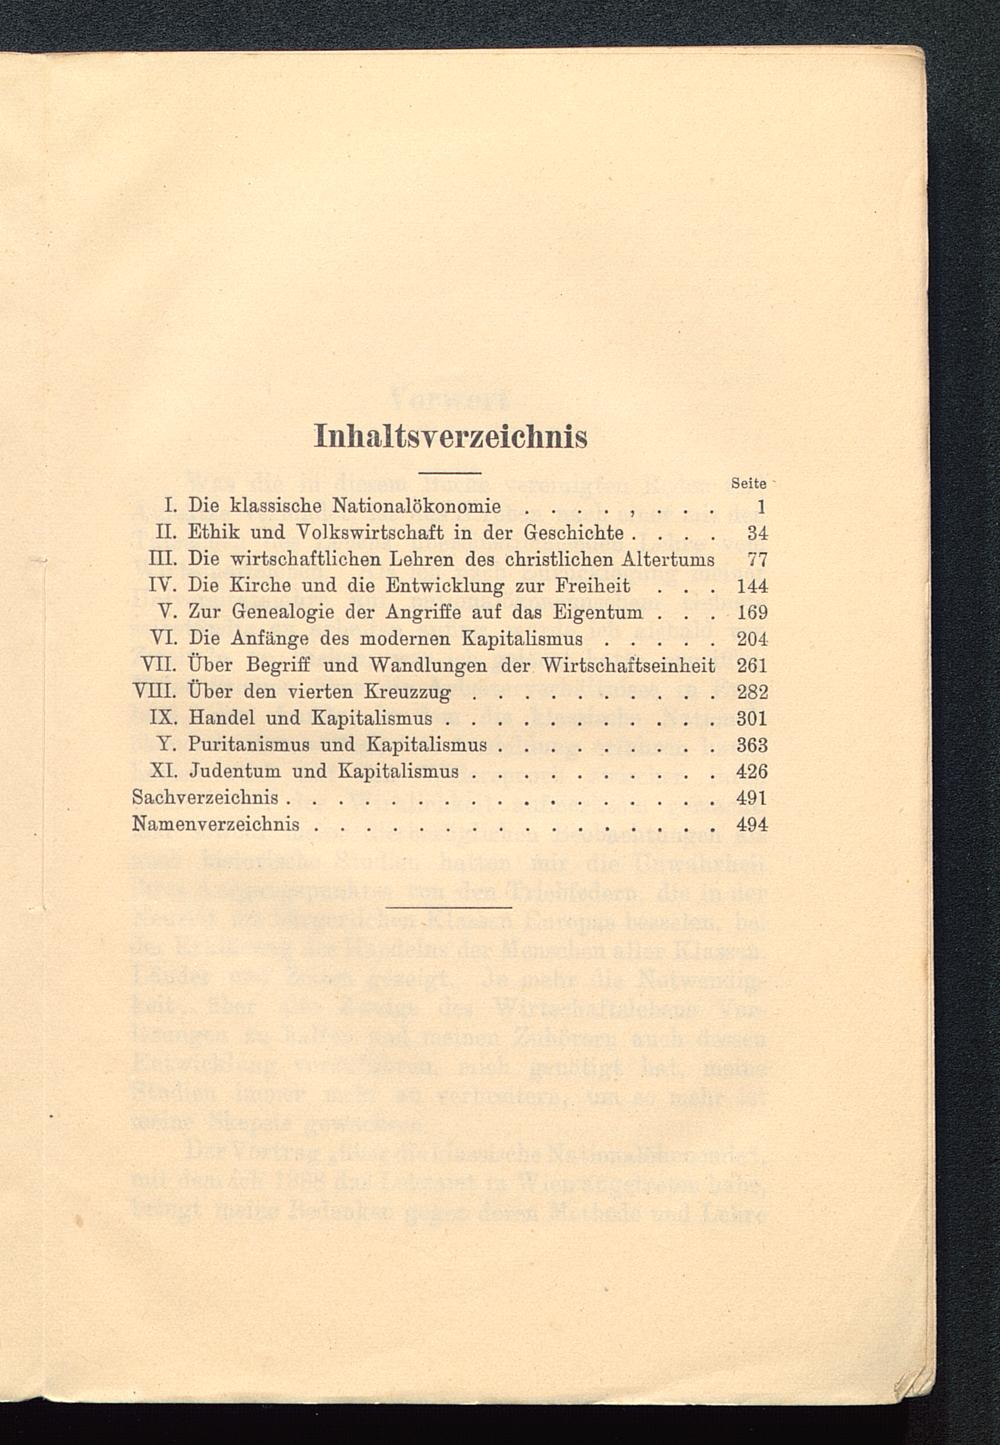 Inhaltsverzeichnis
Seite
I. Die klassische Nationalökonomie . . . . . . . 1
II. Ethik und Volkswirtschaft in der Geschichte . . . . 34
III. Die wirtschaftlichen Lehren des christlichen Altertums 77
IV. Die Kirche und die Entwicklung zur Freiheit . . . 144
V. Zur Genealogie der Angriffe auf das Eigentum . . . 169
VI. Die Anfänge des modernen Kapitalismus . . . . . 204
VII. Über Begriff und Wandlungen der Wirtschaftseinheit 261
VIII. Über den vierten Kreuzzug . . . . . . . . . . 282
IX. Handel und Kapitalismus . . . . . . . . . . 301
Y. Puritanismus und Kapitalismus . . . . . . . . . 363
XI. Judentum und Kapitalismus . . . . . . . . . . 426
Sachverzeichnis . . . . . . . . . . . . . . . . . 491
Namenverzeichnis . . . . . . . . . . . . . . . . 494